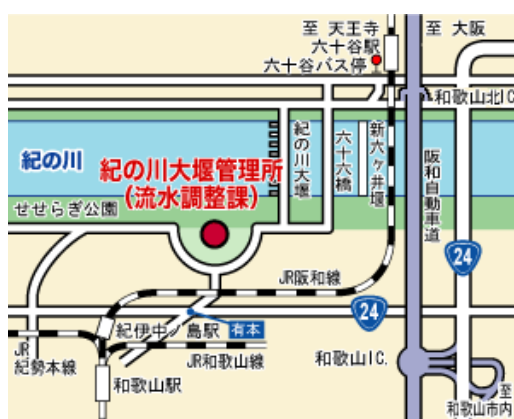 至 天王寺
六十谷駅
六十谷バス停
至 大阪
和歌山北IC
紀の川
紀の川大堰管理所
(流水調整課)
せせらぎ公園
紀の川大堰
六十六橋
新六ヶ井堰
阪和自動車道
24
JR阪和線
24
有本
紀伊中ノ島駅
JR
紀勢本線
JR和歌山線
和歌山駅
和歌山IC.
至
和歌山市内